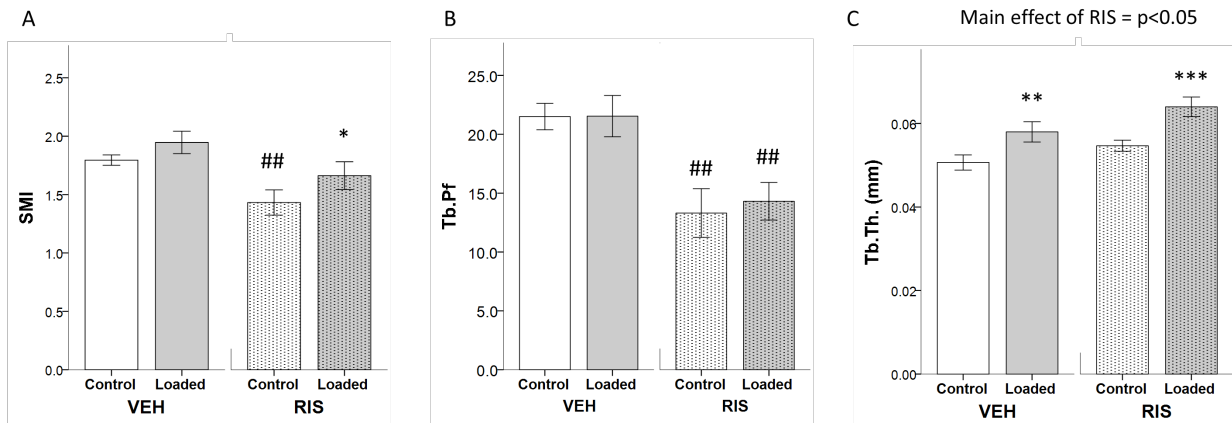 A
SMI
2.5
2.0
1.5
1.0
0.5
0.0
##
*
Control Loaded Control Loaded
VEH RIS
B
Tb.Pf
25.0
20.0
15.0
10.0
5.0
0.0
##
##
Control Loaded Control Loaded
VEH RIS
C
Main effect of RIS = p<0.05
Tb.Th. (mm)
0.06
0.04
0.02
0.00
**
***
Control Loaded Control Loaded
VEH RIS